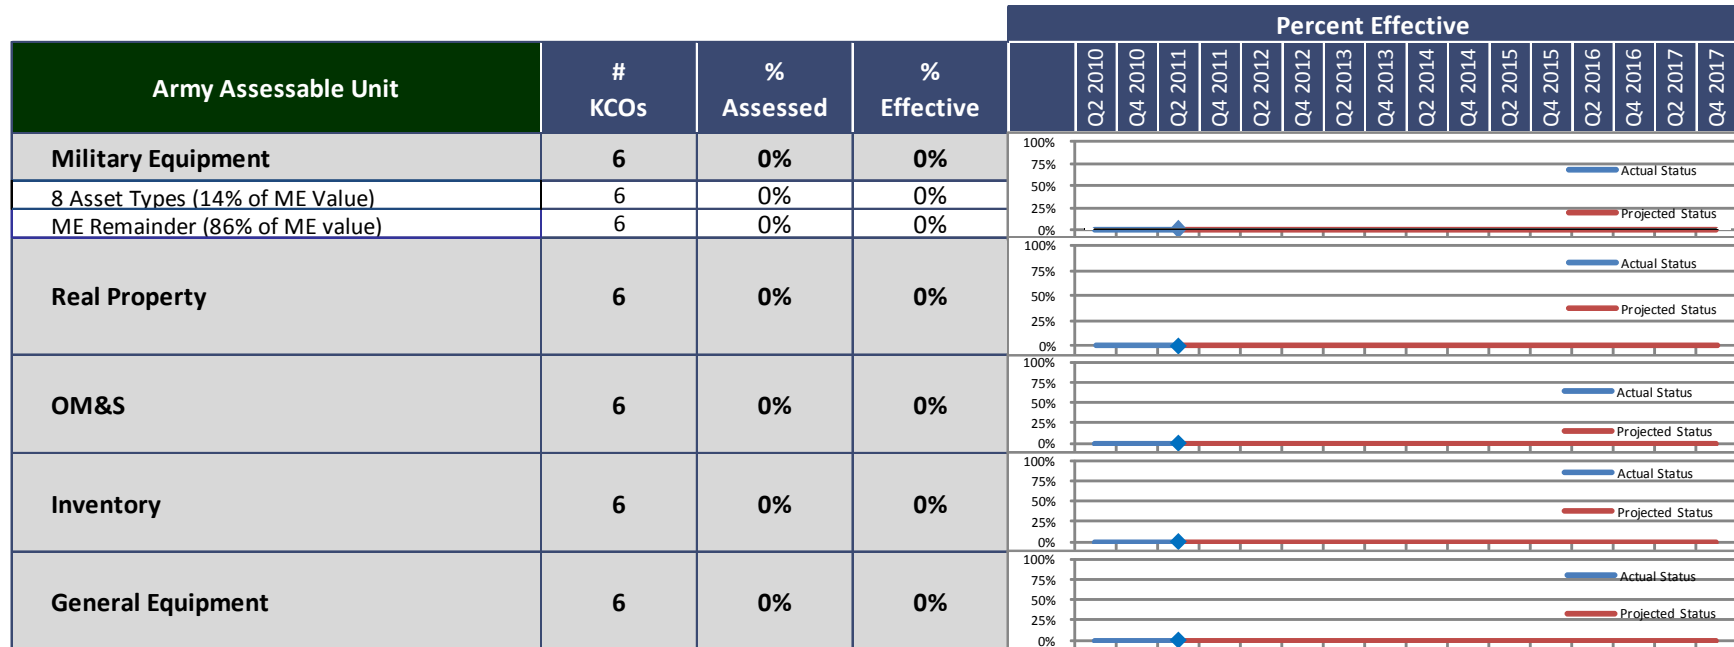 Percent Effective
Army Assessable Unit
#
KCOs
%
Assessed
%
Effective
Q2 2010
Q4 2010
Q2 2011
Q4 2011
Q2 2012
Q4 2012
Q2 2013
Q4 2013
Q2 2014
Q4 2014
Q2 2015
Q4 2015
Q2 2016
Q4 2016
Q2 2017
Q4 2017
Military Equipment 6 0% 0%
8 Asset Types (14% of ME Value) 6 0% 0%
ME Remainder (86% of ME value) 6 0% 0%
100%
75%
50%
25%
0%
Actual Status
Projected Status
Real Property 6 0% 0%
100%
75%
50%
25%
0%
Actual Status
Projected Status
OM&S 6 0% 0%
100%
75%
50%
25%
0%
Actual Status
Projected Status
Inventory 6 0% 0%
100%
75%
50%
25%
0%
Actual Status
Projected Status
General Equipment 6 0% 0%
100%
75%
50%
25%
0%
Actual Status
Projected Status